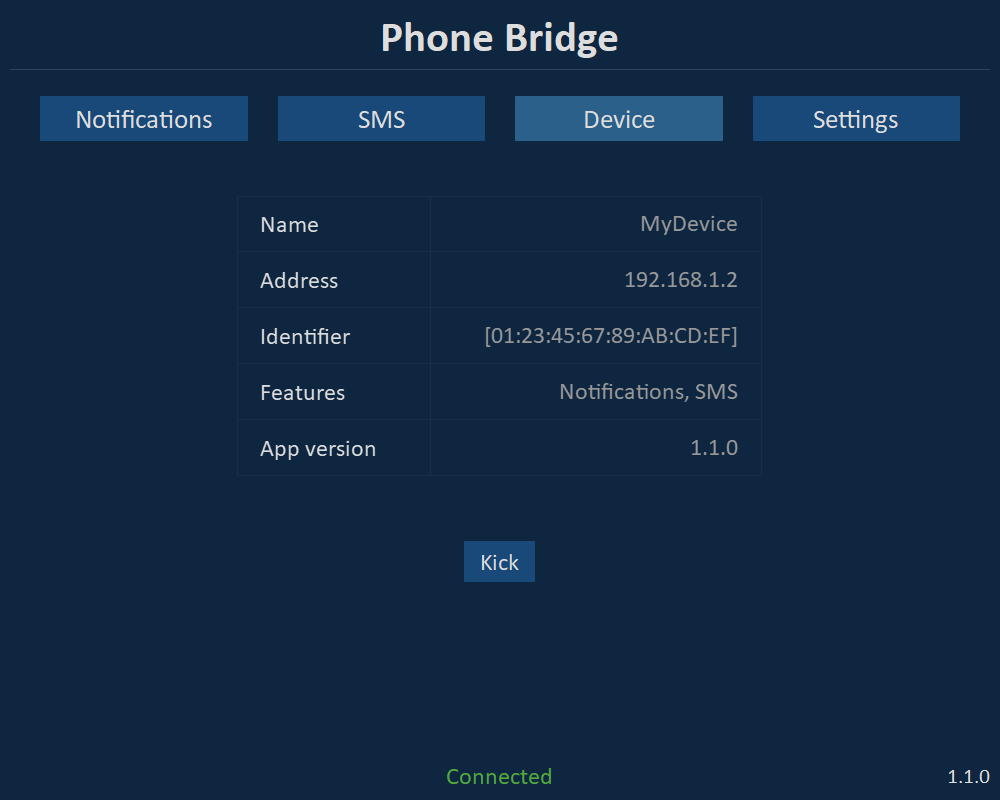 Phone Bridge
Notifications SMS Device Settings
Name MyDevice
Address 192.168.1.2
Identifier [01:23:45:67:89:AB:CD:EF]
Features Notifications, SMS
App version 1.1.0
Kick
Connected 1.1.0